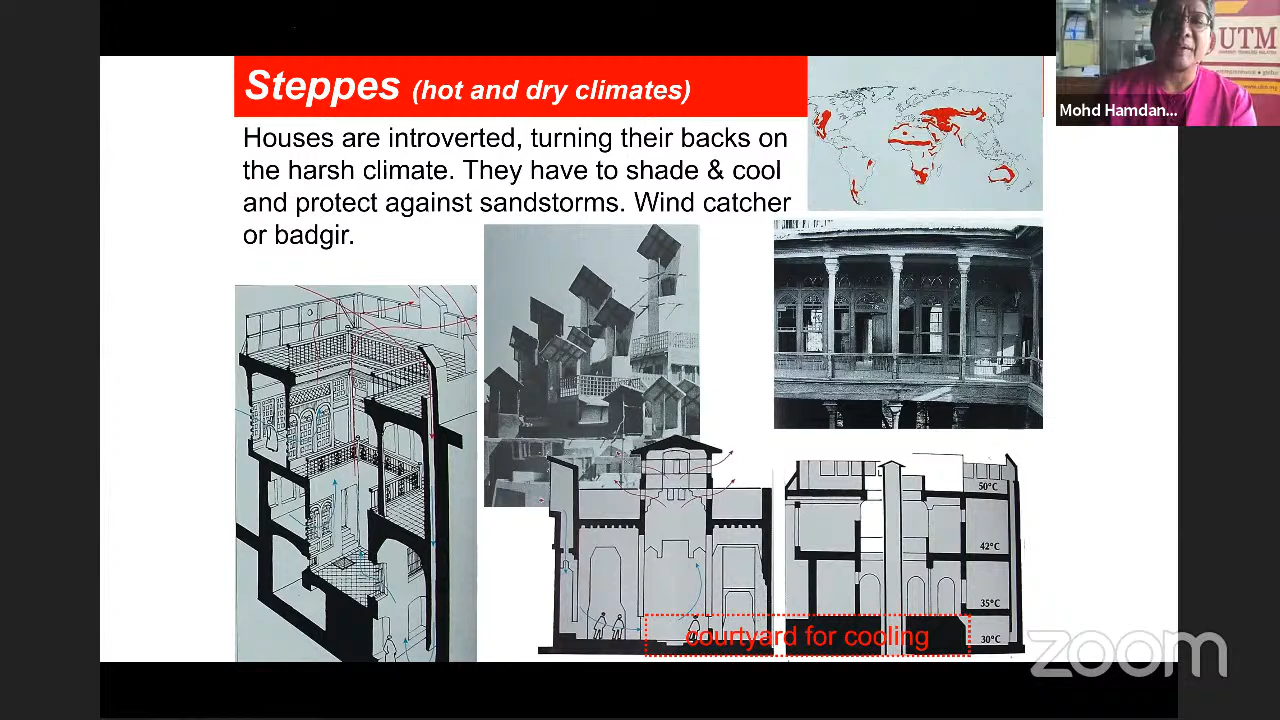 Steppes (hot and dry climates)
Houses are introverted, turning their backs on
the harsh climate. They have to shade & cool
and protect against sandstorms. Wind catcher
or badgir.
UTM
Mohd Hamdan...
50°C
42°C
35°C
30°C
courtyard for cooling
zoom